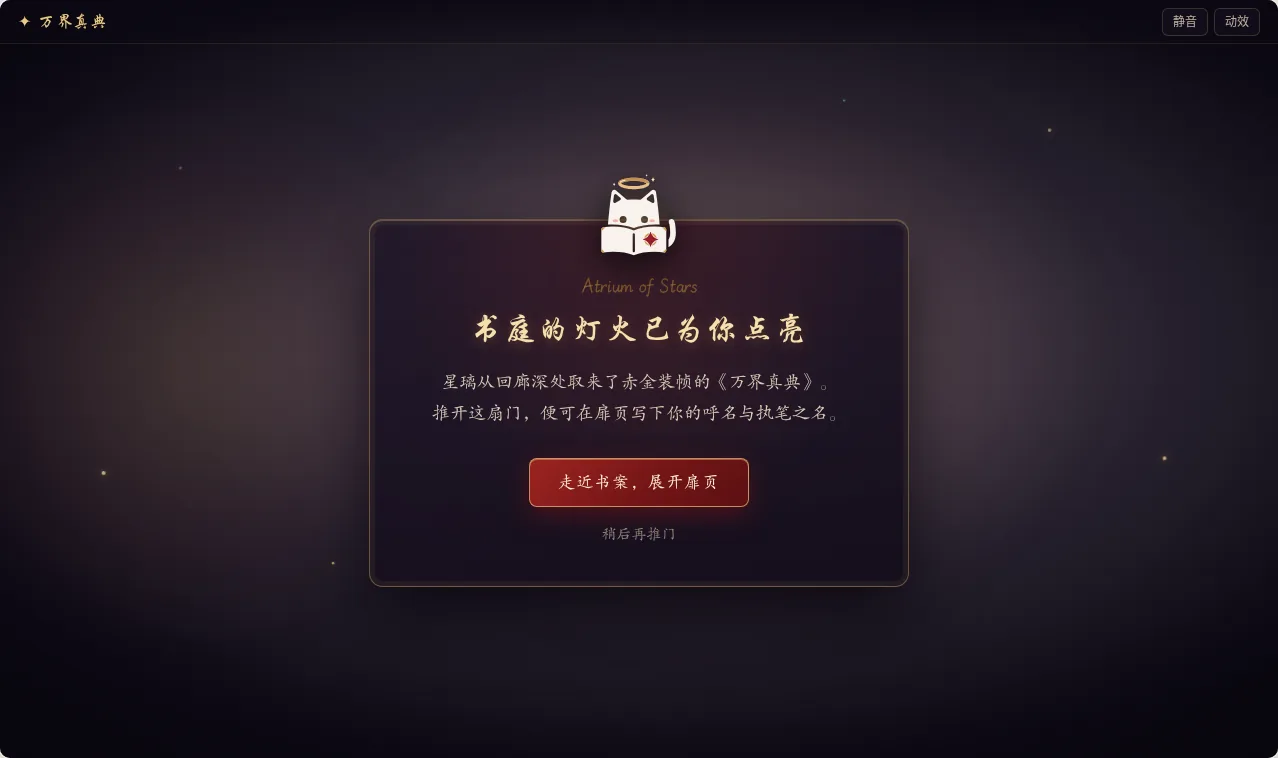 ✦ 万界真典
静音
动效
Atrium of Stars
书庭的灯火已为你点亮
星璃从回廊深处取来了赤金装帧的《万界真典》。
推开这扇门，便可在扉页写下你的呼名与执笔之名。
走近书案，展开扉页
稍后再推门